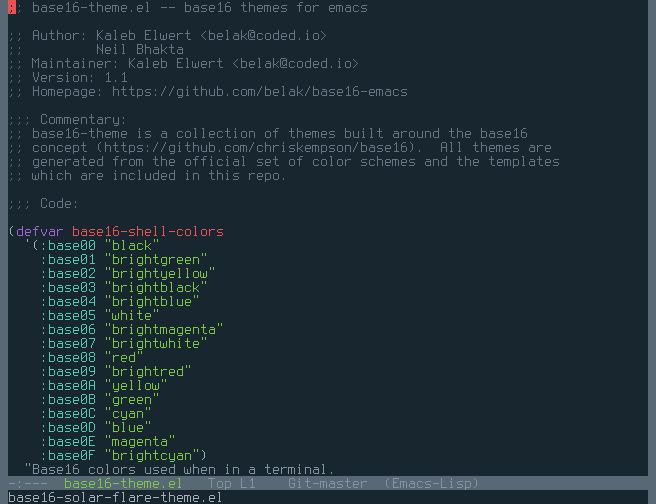 ;; base16-theme.el -- base16 themes for emacs
;; Author: Kaleb Elwert <belak@coded.io>
;;         Neil Bhakta
;; Maintainer: Kaleb Elwert <belak@coded.io>
;; Version: 1.1
;; Homepage: https://github.com/belak/base16-emacs
;;; Commentary:
;; base16-theme is a collection of themes built around the base16
;; concept (https://github.com/chriskempson/base16).  All themes are
;; generated from the official set of color schemes and the templates
;; which are included in this repo.
;;; Code:
(defvar base16-shell-colors
  '(:base00 "black"
    :base01 "brightgreen"
    :base02 "brightyellow"
    :base03 "brightblack"
    :base04 "brightblue"
    :base05 "white"
    :base06 "brightmagenta"
    :base07 "brightwhite"
    :base08 "red"
    :base09 "brightred"
    :base0A "yellow"
    :base0B "green"
    :base0C "cyan"
    :base0D "blue"
    :base0E "magenta"
    :base0F "brightcyan")
  "Base16 colors used when in a terminal.
-:---  base16-theme.el   Top L1    Git-master  (Emacs-Lisp)
base16-solar-flare-theme.el